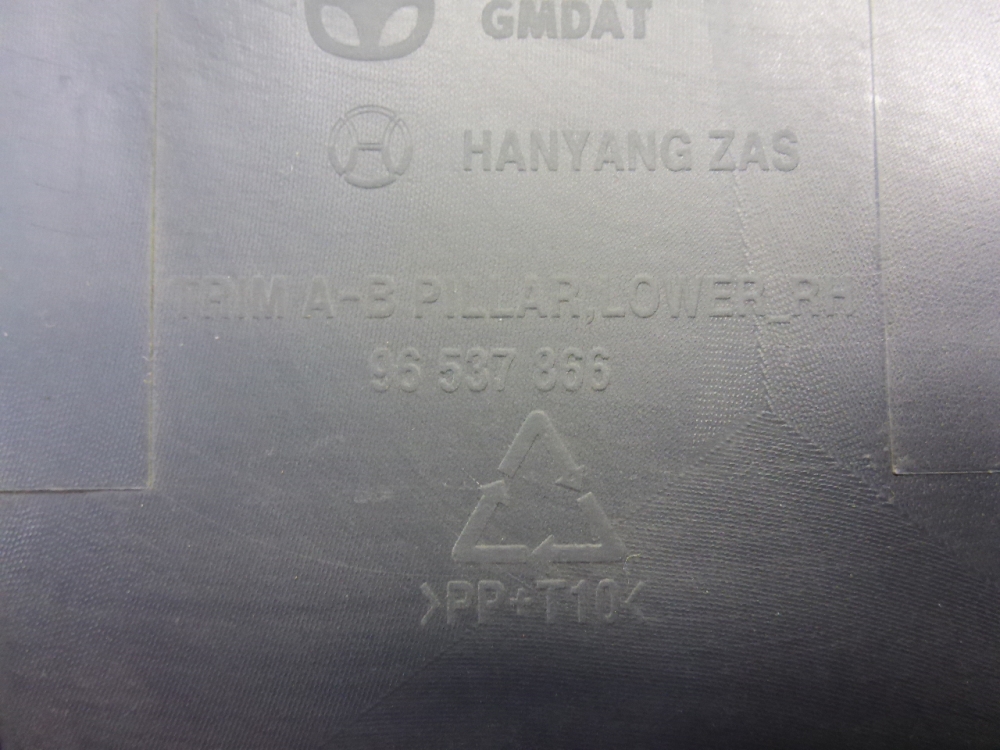 GMDAT
HANYANG ZAS
TRIM A-B PILLAR,LOWER_RH
96 537 866
>PP+T10<